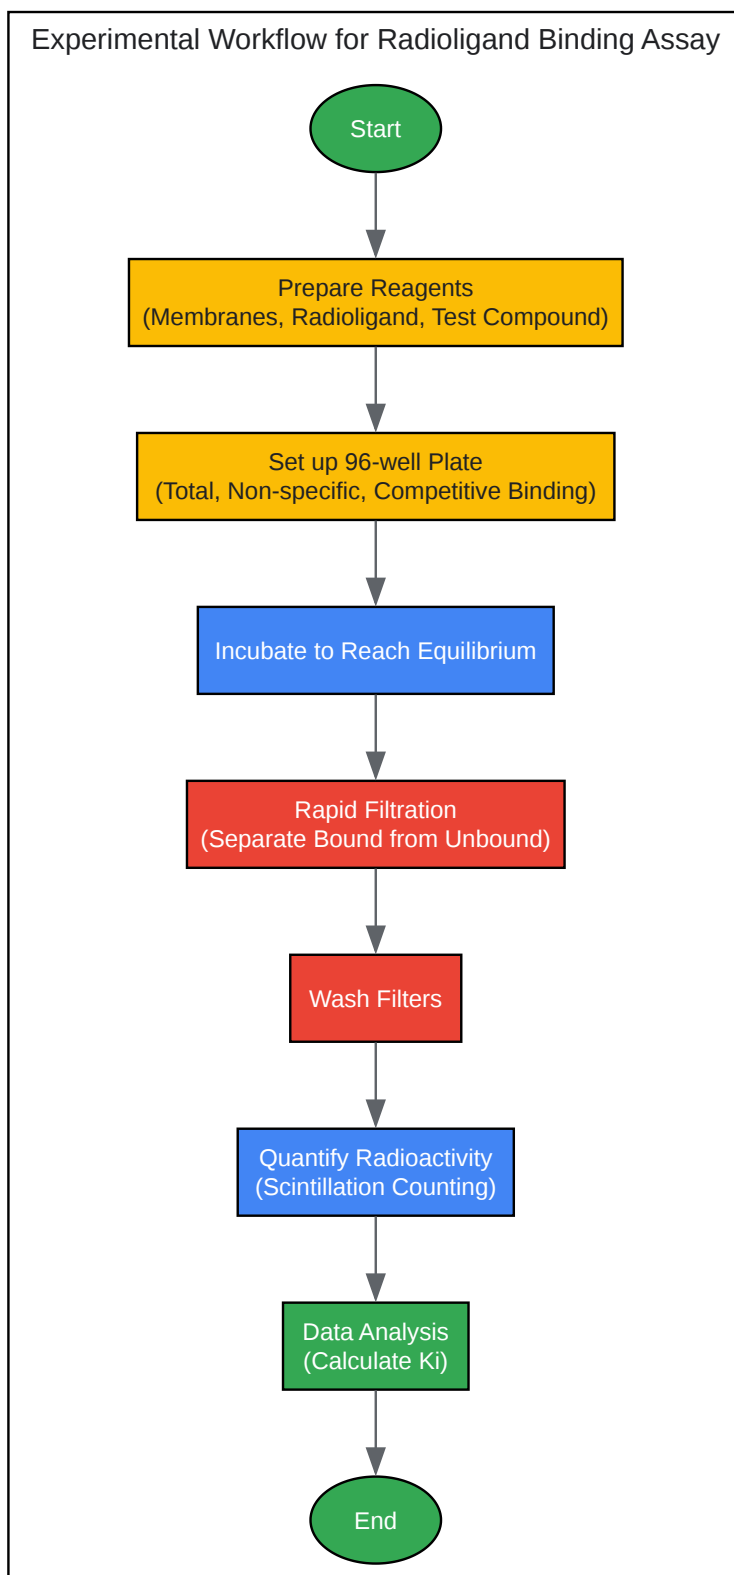 Experimental Workflow for Radioligand Binding Assay
Start
Prepare Reagents
(Membranes, Radioligand, Test Compound)
Set up 96-well Plate
(Total, Non-specific, Competitive Binding)
Incubate to Reach Equilibrium
Rapid Filtration
(Separate Bound from Unbound)
Wash Filters
Quantify Radioactivity
(Scintillation Counting)
Data Analysis
(Calculate Ki)
End